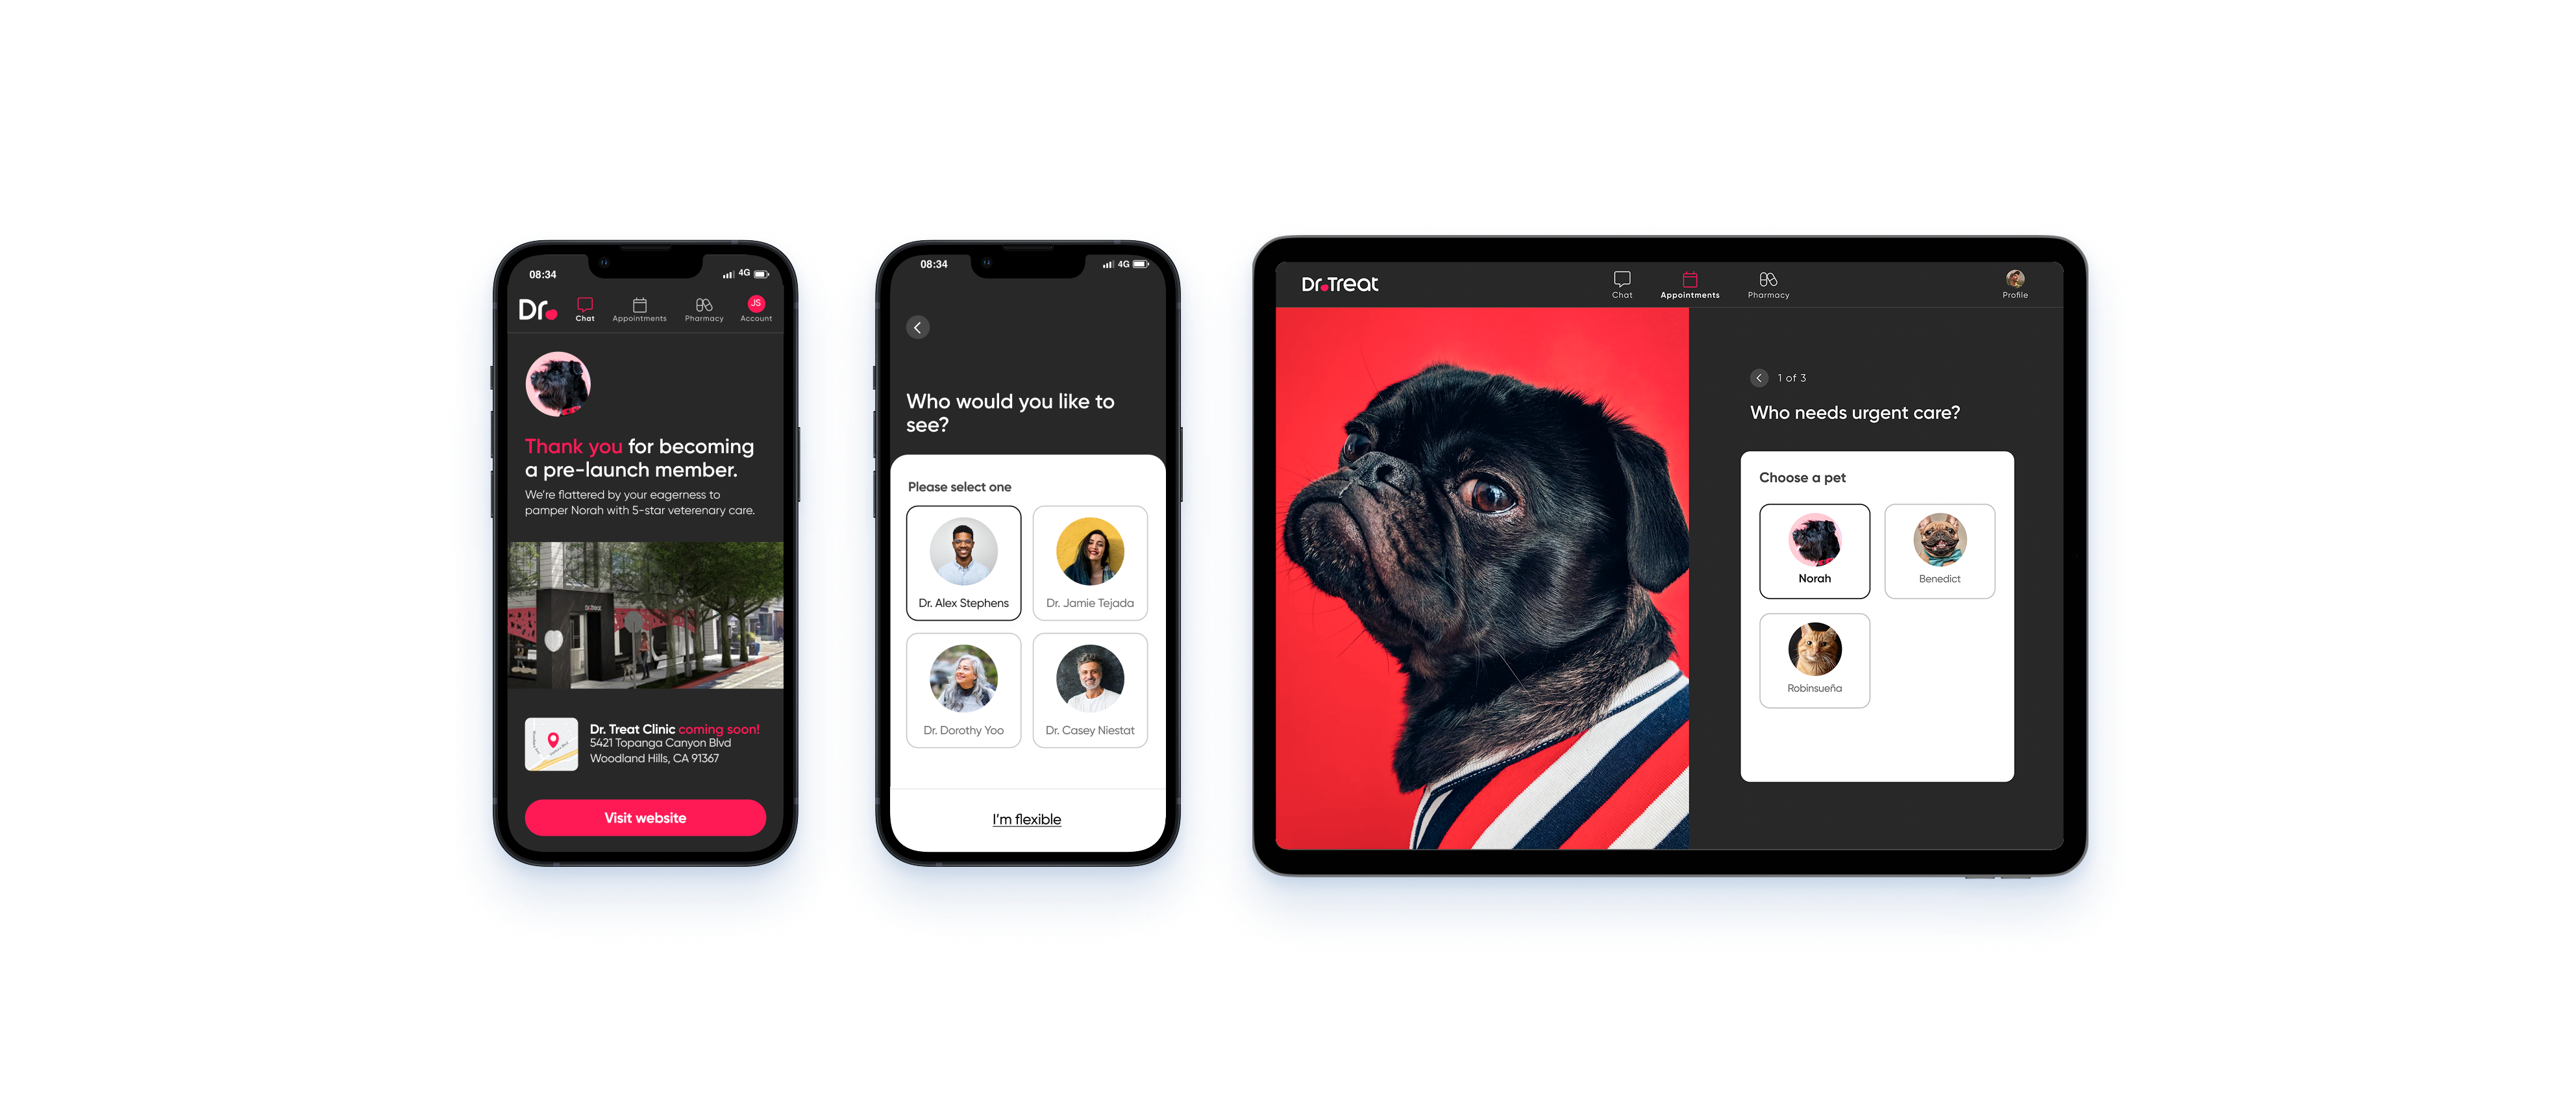 08:34
4G
Dr.
Chat
Appointments
Pharmacy
JS
Account
Thank you for becoming
a pre-launch member.
We're flattered by your eagerness to
pamper Norah with 5-star veterenary care.
Dr.Treat
Dr. Treat Clinic coming soon!
5421 Topanga Canyon Blvd
Woodland Hills, CA 91367
Visit website
08:34
4G
Who would you like to
see?
Please select one
Dr. Alex Stephens
Dr. Jamie Tejada
Dr. Dorothy Yoo
Dr. Casey Niestat
I'm flexible
Dr.Treat
Chat
Appointments
Pharmacy
Profile
1 of 3
Who needs urgent care?
Choose a pet
Norah
Benedict
Robinsueña